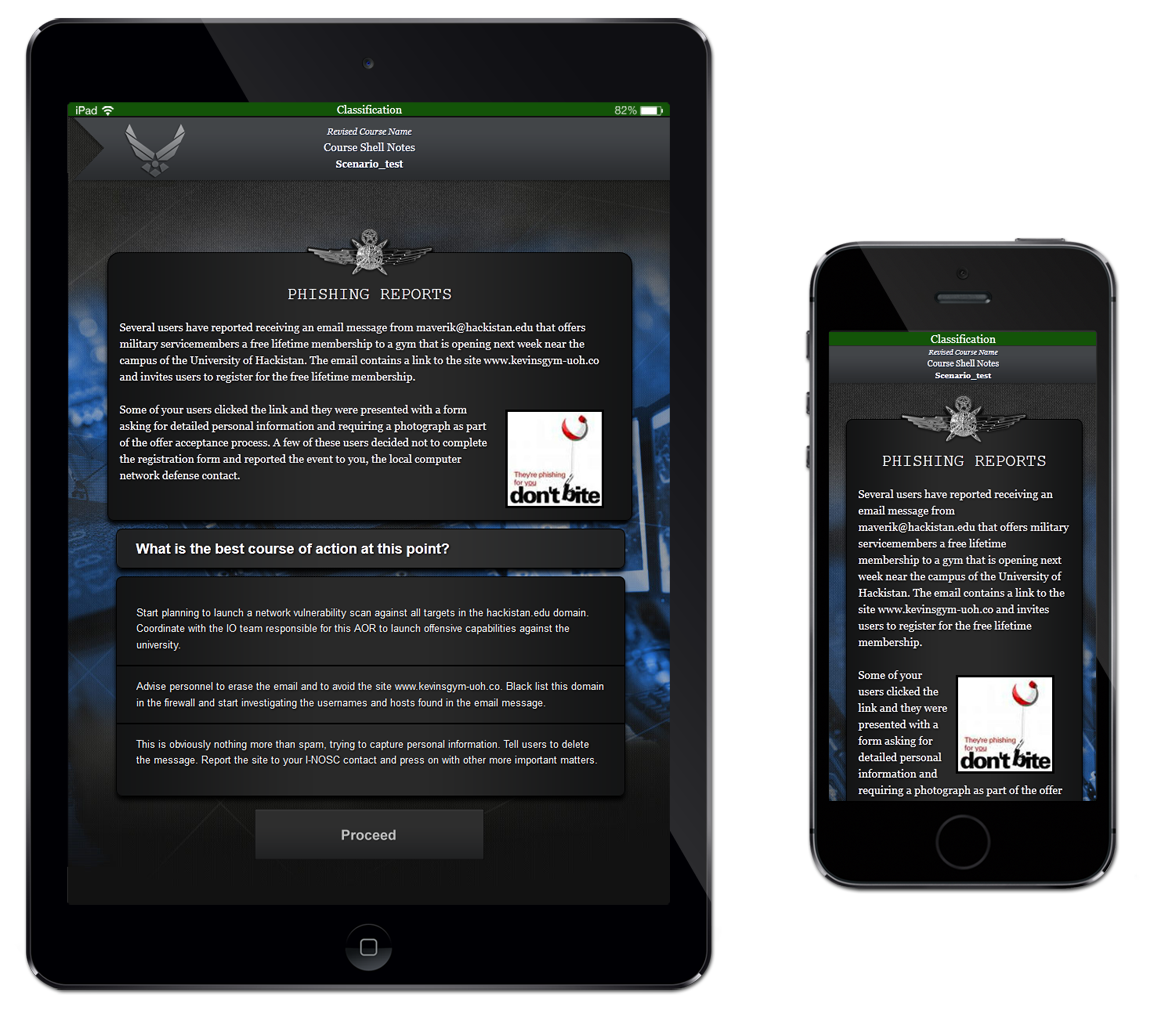 iPad
Classification
82%
Revised Course Name
Course Shell Notes
Scenario_test
PHISHING REPORTS
Several users have reported receiving an email message from maverik@hackistan.edu that offers
military servicemembers a free lifetime membership to a gym that is opening next week near the
campus of the University of Hackistan. The email contains a link to the site www.kevinsgym-uoh.co
and invites users to register for the free lifetime membership.
Some of your users clicked the link and they were presented with a form
asking for detailed personal information and requiring a photograph as part
of the offer acceptance process. A few of these users decided not to complete
the registration form and reported the event to you, the local computer
network defense contact.
They're phishing
for you
don't bite
What is the best course of action at this point?
Start planning to launch a network vulnerability scan against all targets in the hackistan.edu domain.
Coordinate with the IO team responsible for this AOR to launch offensive capabilities against the
university.
Advise personnel to erase the email and to avoid the site www.kevinsgym-uoh.co. Black list this domain
in the firewall and start investigating the usernames and hosts found in the email message.
This is obviously nothing more than spam, trying to capture personal information. Tell users to delete
the message. Report the site to your I-NOSC contact and press on with other more important matters.
Proceed
Classification
Revised Course Name
Course Shell Notes
Scenario_test
PHISHING REPORTS
Several users have reported receiving an
email message from
maverik@hackistan.edu that offers military
servicemembers a free lifetime
membership to a gym that is opening next
week near the campus of the University of
Hackistan. The email contains a link to the
site www.kevinsgym-uoh.co and invites
users to register for the free lifetime
membership.
Some of your
users clicked the
link and they were
presented with a
form asking for
detailed personal
information and
requiring a photograph as part of the offer
They're phishing
for you
don't bite